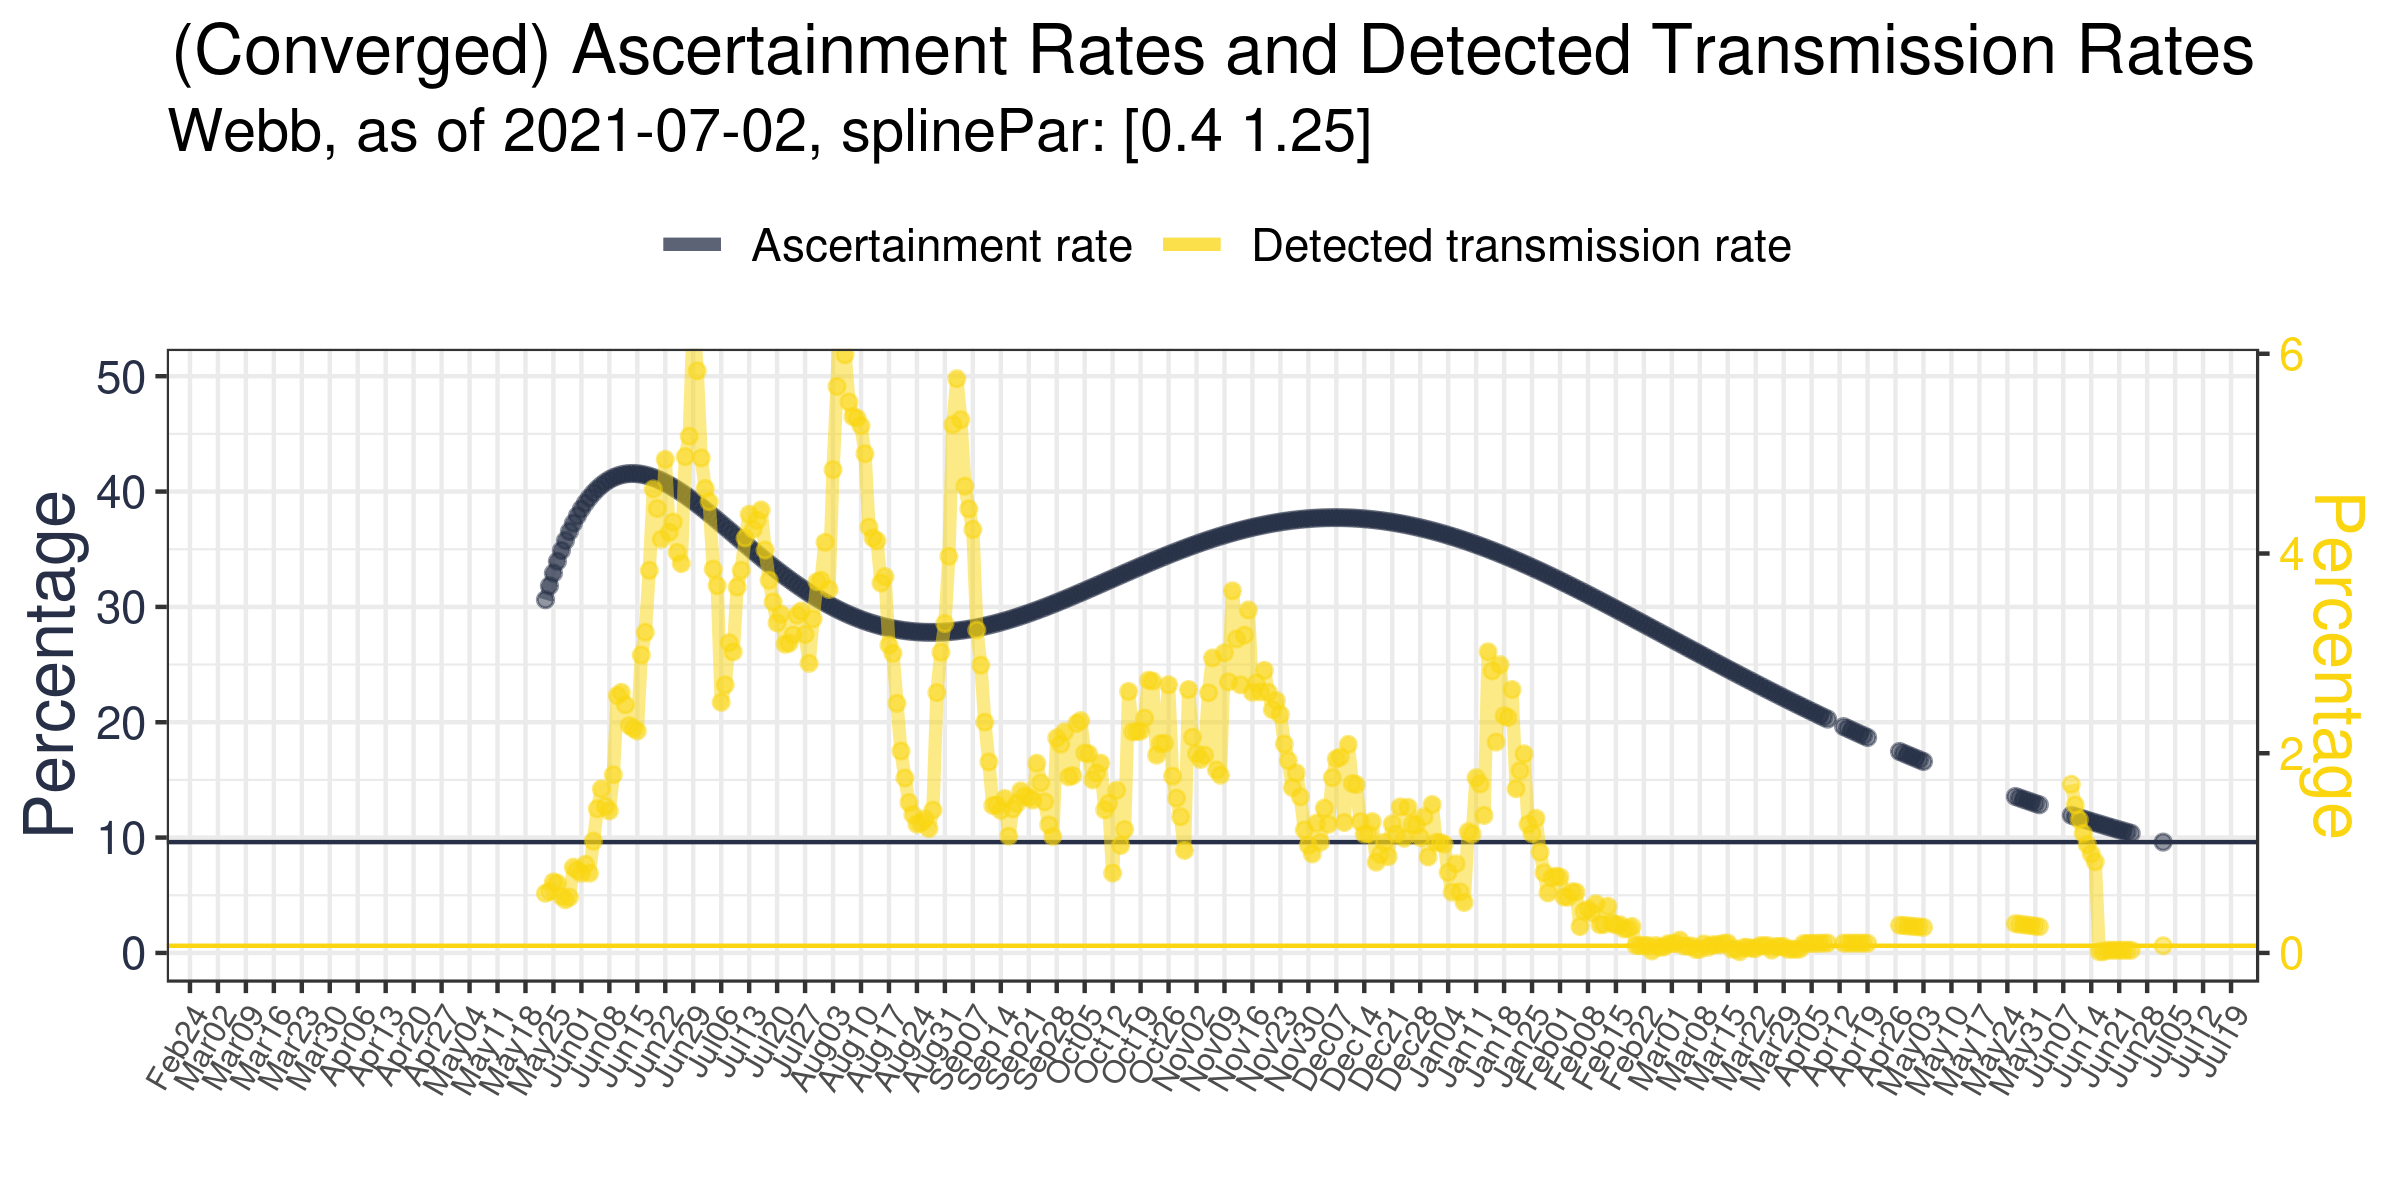 (Converged) Ascertainment Rates and Detected Transmission Rates
Webb, as of 2021-07-02, splinePar: [0.4 1.25]
Ascertainment rate Detected transmission rate
Percentage
50
40
30
20
10
0
6
4
2
0
Percentage
Feb24 Mar02 Mar09 Mar16 Mar23 Mar30 Apr06 Apr13 Apr20 Apr27 May04 May11 May18 May25 Jun01 Jun08 Jun15 Jun22 Jun29 Jul06 Jul13 Jul20 Jul27 Aug03 Aug10 Aug17 Aug24 Aug31 Sep07 Sep14 Sep21 Sep28 Oct05 Oct12 Oct19 Oct26 Nov02 Nov09 Nov16 Nov23 Nov30 Dec07 Dec14 Dec21 Dec28 Jan04 Jan11 Jan18 Jan25 Feb01 Feb08 Feb15 Feb22 Mar01 Mar08 Mar15 Mar22 Mar29 Apr05 Apr12 Apr19 Apr26 May03 May10 May17 May24 May31 Jun07 Jun14 Jun21 Jun28 Jul05 Jul12 Jul19